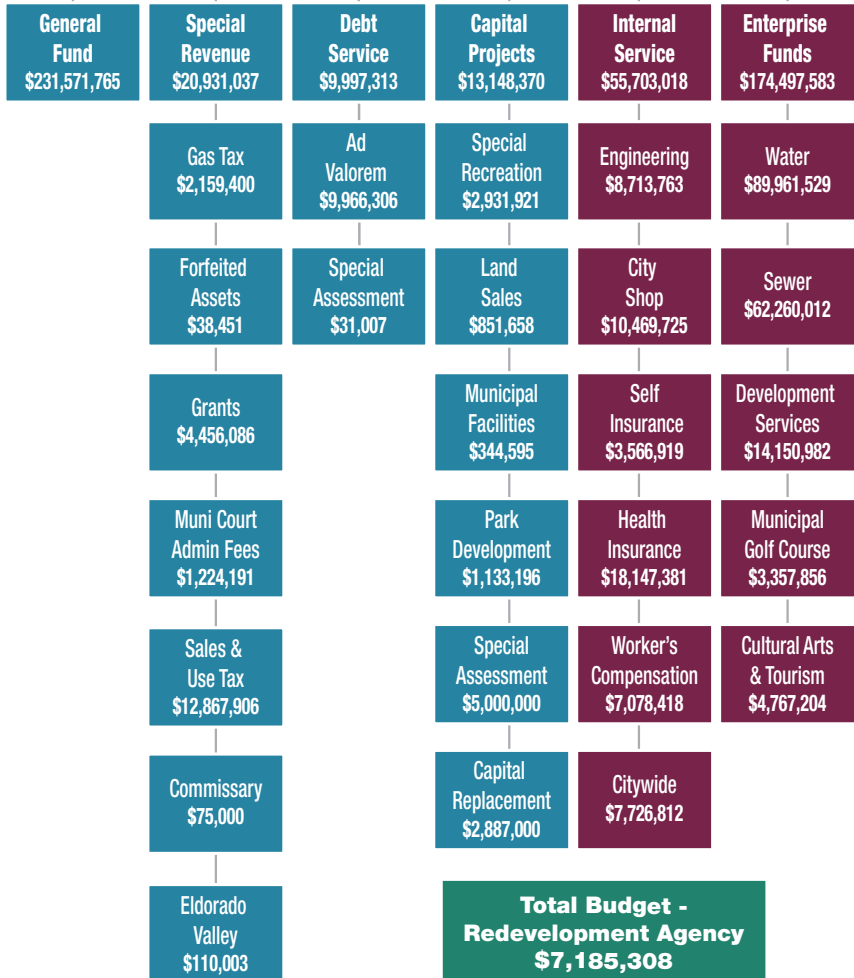 General
Fund
$231,571,765
Special
Revenue
$20,931,037
Debt
Service
$9,997,313
Capital
Projects
$13,148,370
Internal
Service
$55,703,018
Enterprise
Funds
$174,497,583
Gas Tax
$2,159,400
Ad
Valorem
$9,966,306
Special
Recreation
$2,931,921
Engineering
$8,713,763
Water
$89,961,529
Forfeited
Assets
$38,451
Special
Assessment
$31,007
Land
Sales
$851,658
City
Shop
$10,469,725
Sewer
$62,260,012
Grants
$4,456,086
Municipal
Facilities
$344,595
Self
Insurance
$3,566,919
Development
Services
$14,150,982
Muni Court
Admin Fees
$1,224,191
Park
Development
$1,133,196
Health
Insurance
$18,147,381
Municipal
Golf Course
$3,357,856
Sales &
Use Tax
$12,867,906
Special
Assessment
$5,000,000
Worker's
Compensation
$7,078,418
Cultural Arts
& Tourism
$4,767,204
Commissary
$75,000
Capital
Replacement
$2,887,000
Citywide
$7,726,812
Eldorado
Valley
$110,003
Total Budget -
Redevelopment Agency
$7,185,308